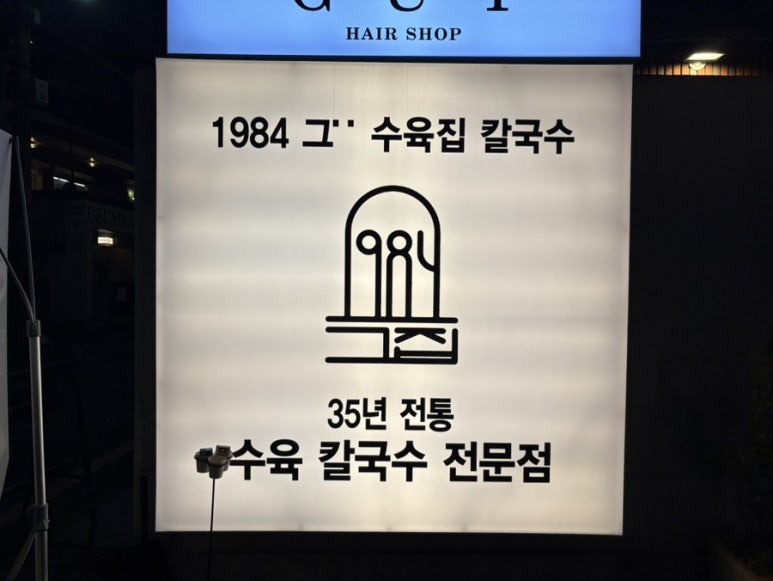 HAIR SHOP
1984 그¨ 수육집 칼국수
1984
그집
35년 전통
수육 칼국수 전문점